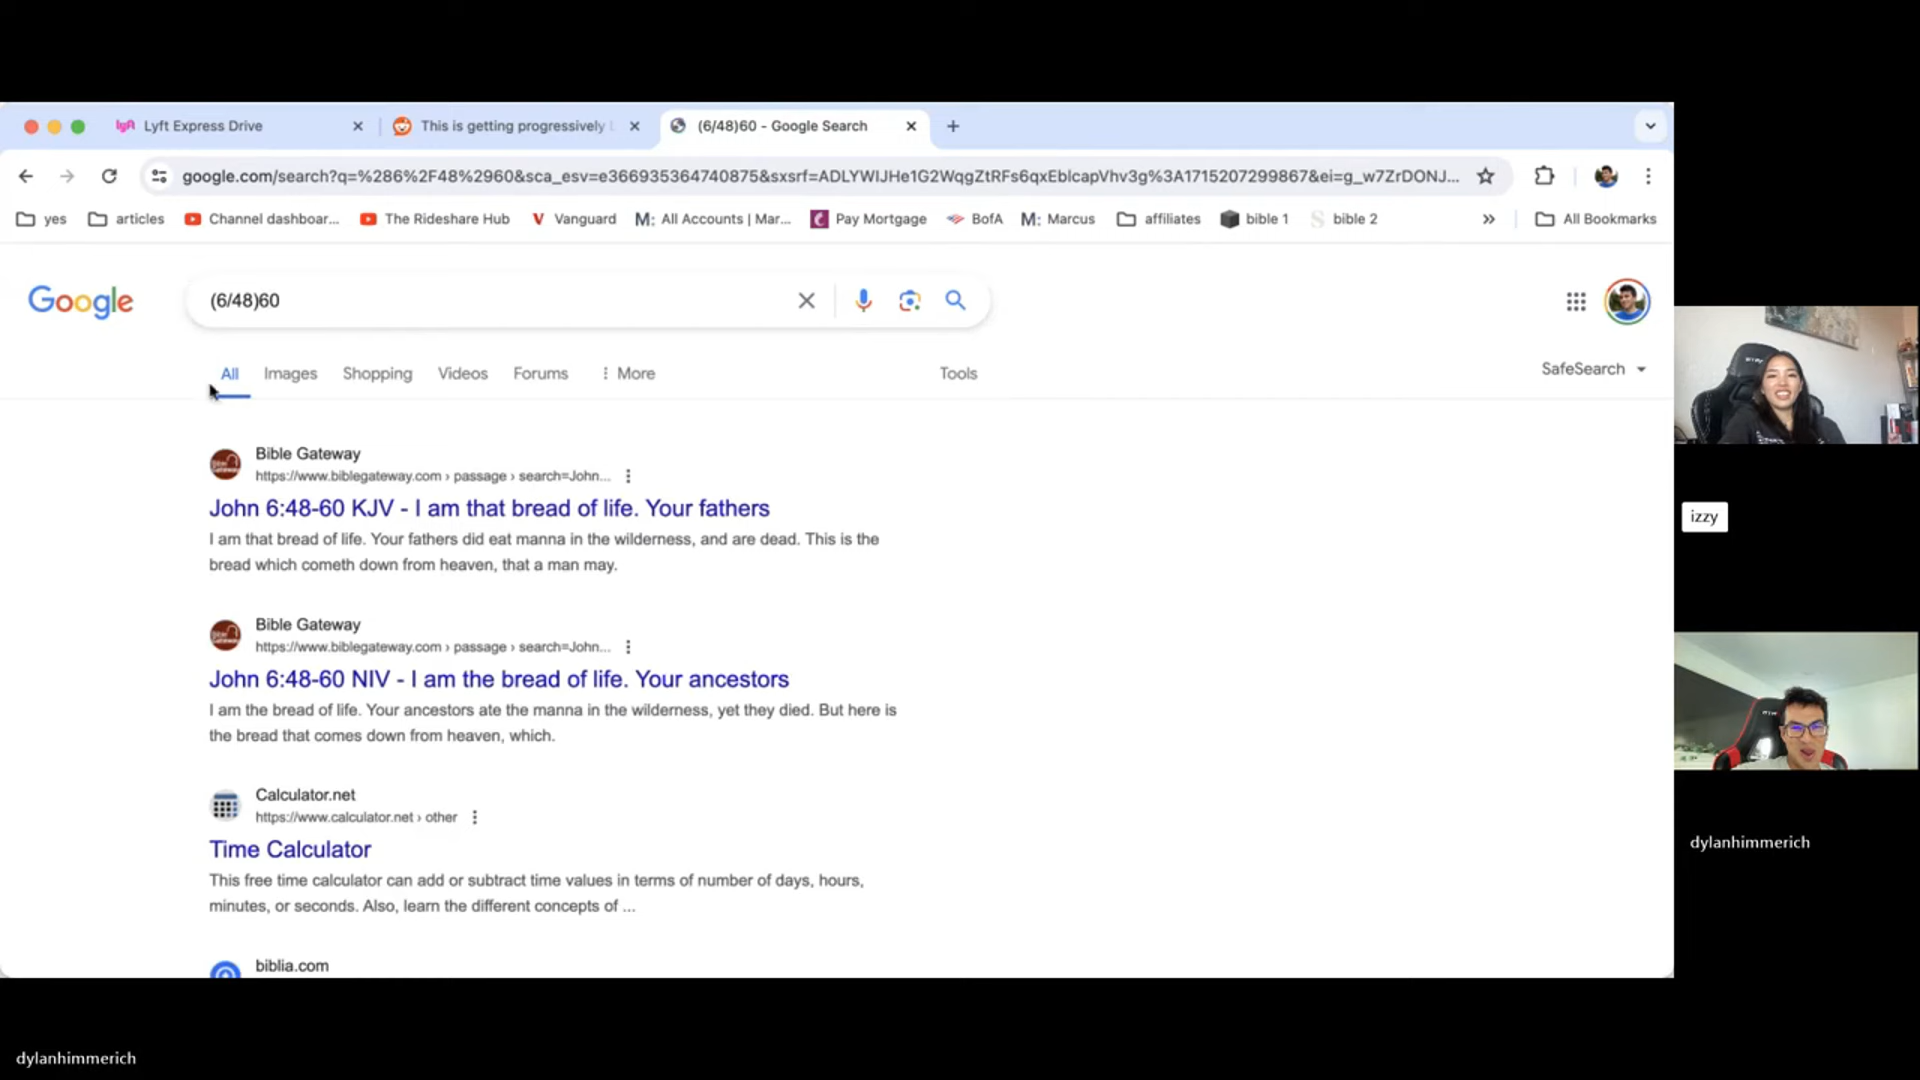 Lyft Express Drive
This is getting progressively
(6/48)60 - Google Search
google.com/search?q=%286%2F48%2960&sca_esv=e366935364740875&sxsrf=ADLYWIJHe1G2WqgZtRFs6qxEblcapVhv3g%3A1715207299867&ei=g_w7ZrDONJ...
yes
articles
Channel dashboar...
The Rideshare Hub
Vanguard
M: All Accounts | Mar...
Pay Mortgage
BofA
M: Marcus
affiliates
bible 1
bible 2
»
All Bookmarks
Google
(6/48)60
All
Images
Shopping
Videos
Forums
More
Tools
SafeSearch
Bible Gateway
https://www.biblegateway.com › passage › search=John...
John 6:48-60 KJV - I am that bread of life. Your fathers
I am that bread of life. Your fathers did eat manna in the wilderness, and are dead. This is the
bread which cometh down from heaven, that a man may.
Bible Gateway
https://www.biblegateway.com › passage › search=John...
John 6:48-60 NIV - I am the bread of life. Your ancestors
I am the bread of life. Your ancestors ate the manna in the wilderness, yet they died. But here is
the bread that comes down from heaven, which.
Calculator.net
https://www.calculator.net › other
Time Calculator
This free time calculator can add or subtract time values in terms of number of days, hours,
minutes, or seconds. Also, learn the different concepts of ...
biblia.com
izzy
dylanhimmerich
dylanhimmerich